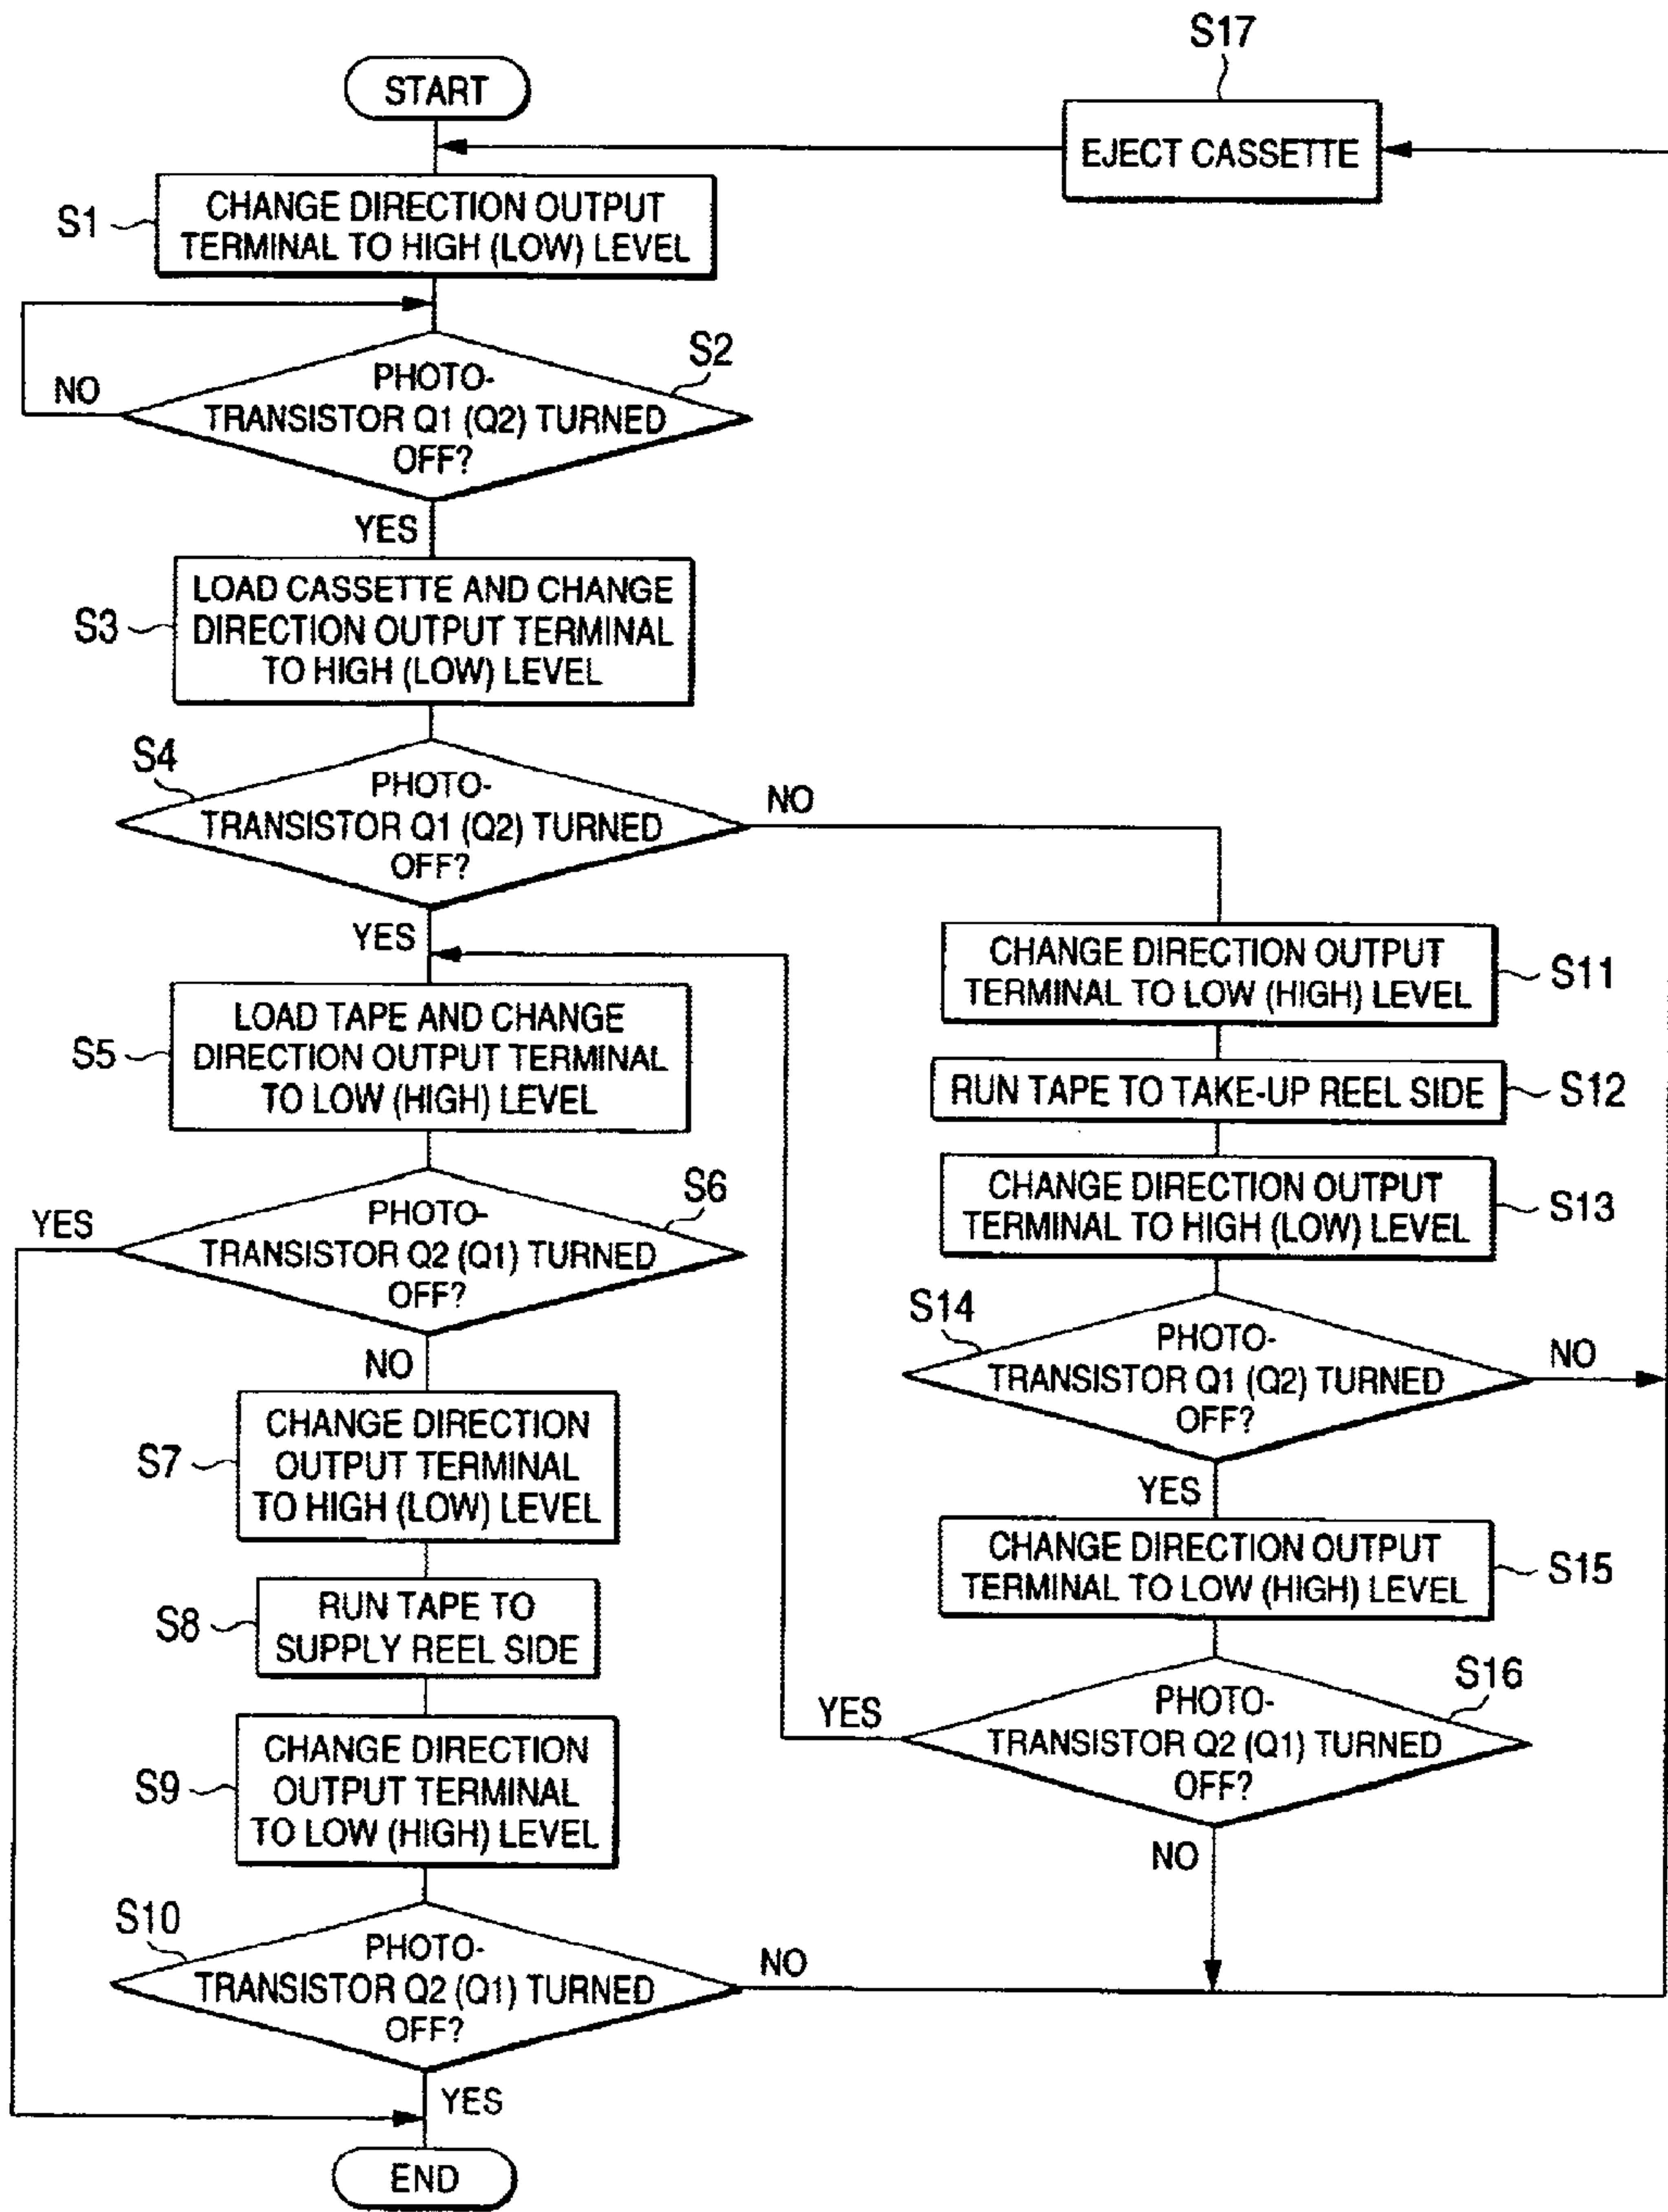 START
S17
EJECT CASSETTE
S1
CHANGE DIRECTION OUTPUT
TERMINAL TO HIGH (LOW) LEVEL
S2
PHOTO-
TRANSISTOR Q1 (Q2) TURNED
OFF?
NO
YES
S3
LOAD CASSETTE AND CHANGE
DIRECTION OUTPUT TERMINAL
TO HIGH (LOW) LEVEL
S4
PHOTO-
TRANSISTOR Q1 (Q2) TURNED
OFF?
NO
YES
S5
LOAD TAPE AND CHANGE
DIRECTION OUTPUT TERMINAL
TO LOW (HIGH) LEVEL
S6
PHOTO-
TRANSISTOR Q2 (Q1) TURNED
OFF?
YES
NO
S7
CHANGE DIRECTION
OUTPUT TERMINAL
TO HIGH (LOW) LEVEL
S8
RUN TAPE TO
SUPPLY REEL SIDE
S9
CHANGE DIRECTION
OUTPUT TERMINAL
TO LOW (HIGH) LEVEL
S10
PHOTO-
TRANSISTOR Q2 (Q1) TURNED
OFF?
NO
YES
END
CHANGE DIRECTION OUTPUT
TERMINAL TO LOW (HIGH) LEVEL
S11
RUN TAPE TO TAKE-UP REEL SIDE
S12
CHANGE DIRECTION OUTPUT
TERMINAL TO HIGH (LOW) LEVEL
S13
S14
PHOTO-
TRANSISTOR Q1 (Q2) TURNED
OFF?
NO
YES
CHANGE DIRECTION OUTPUT
TERMINAL TO LOW (HIGH) LEVEL
S15
S16
PHOTO-
TRANSISTOR Q2 (Q1) TURNED
OFF?
YES
NO